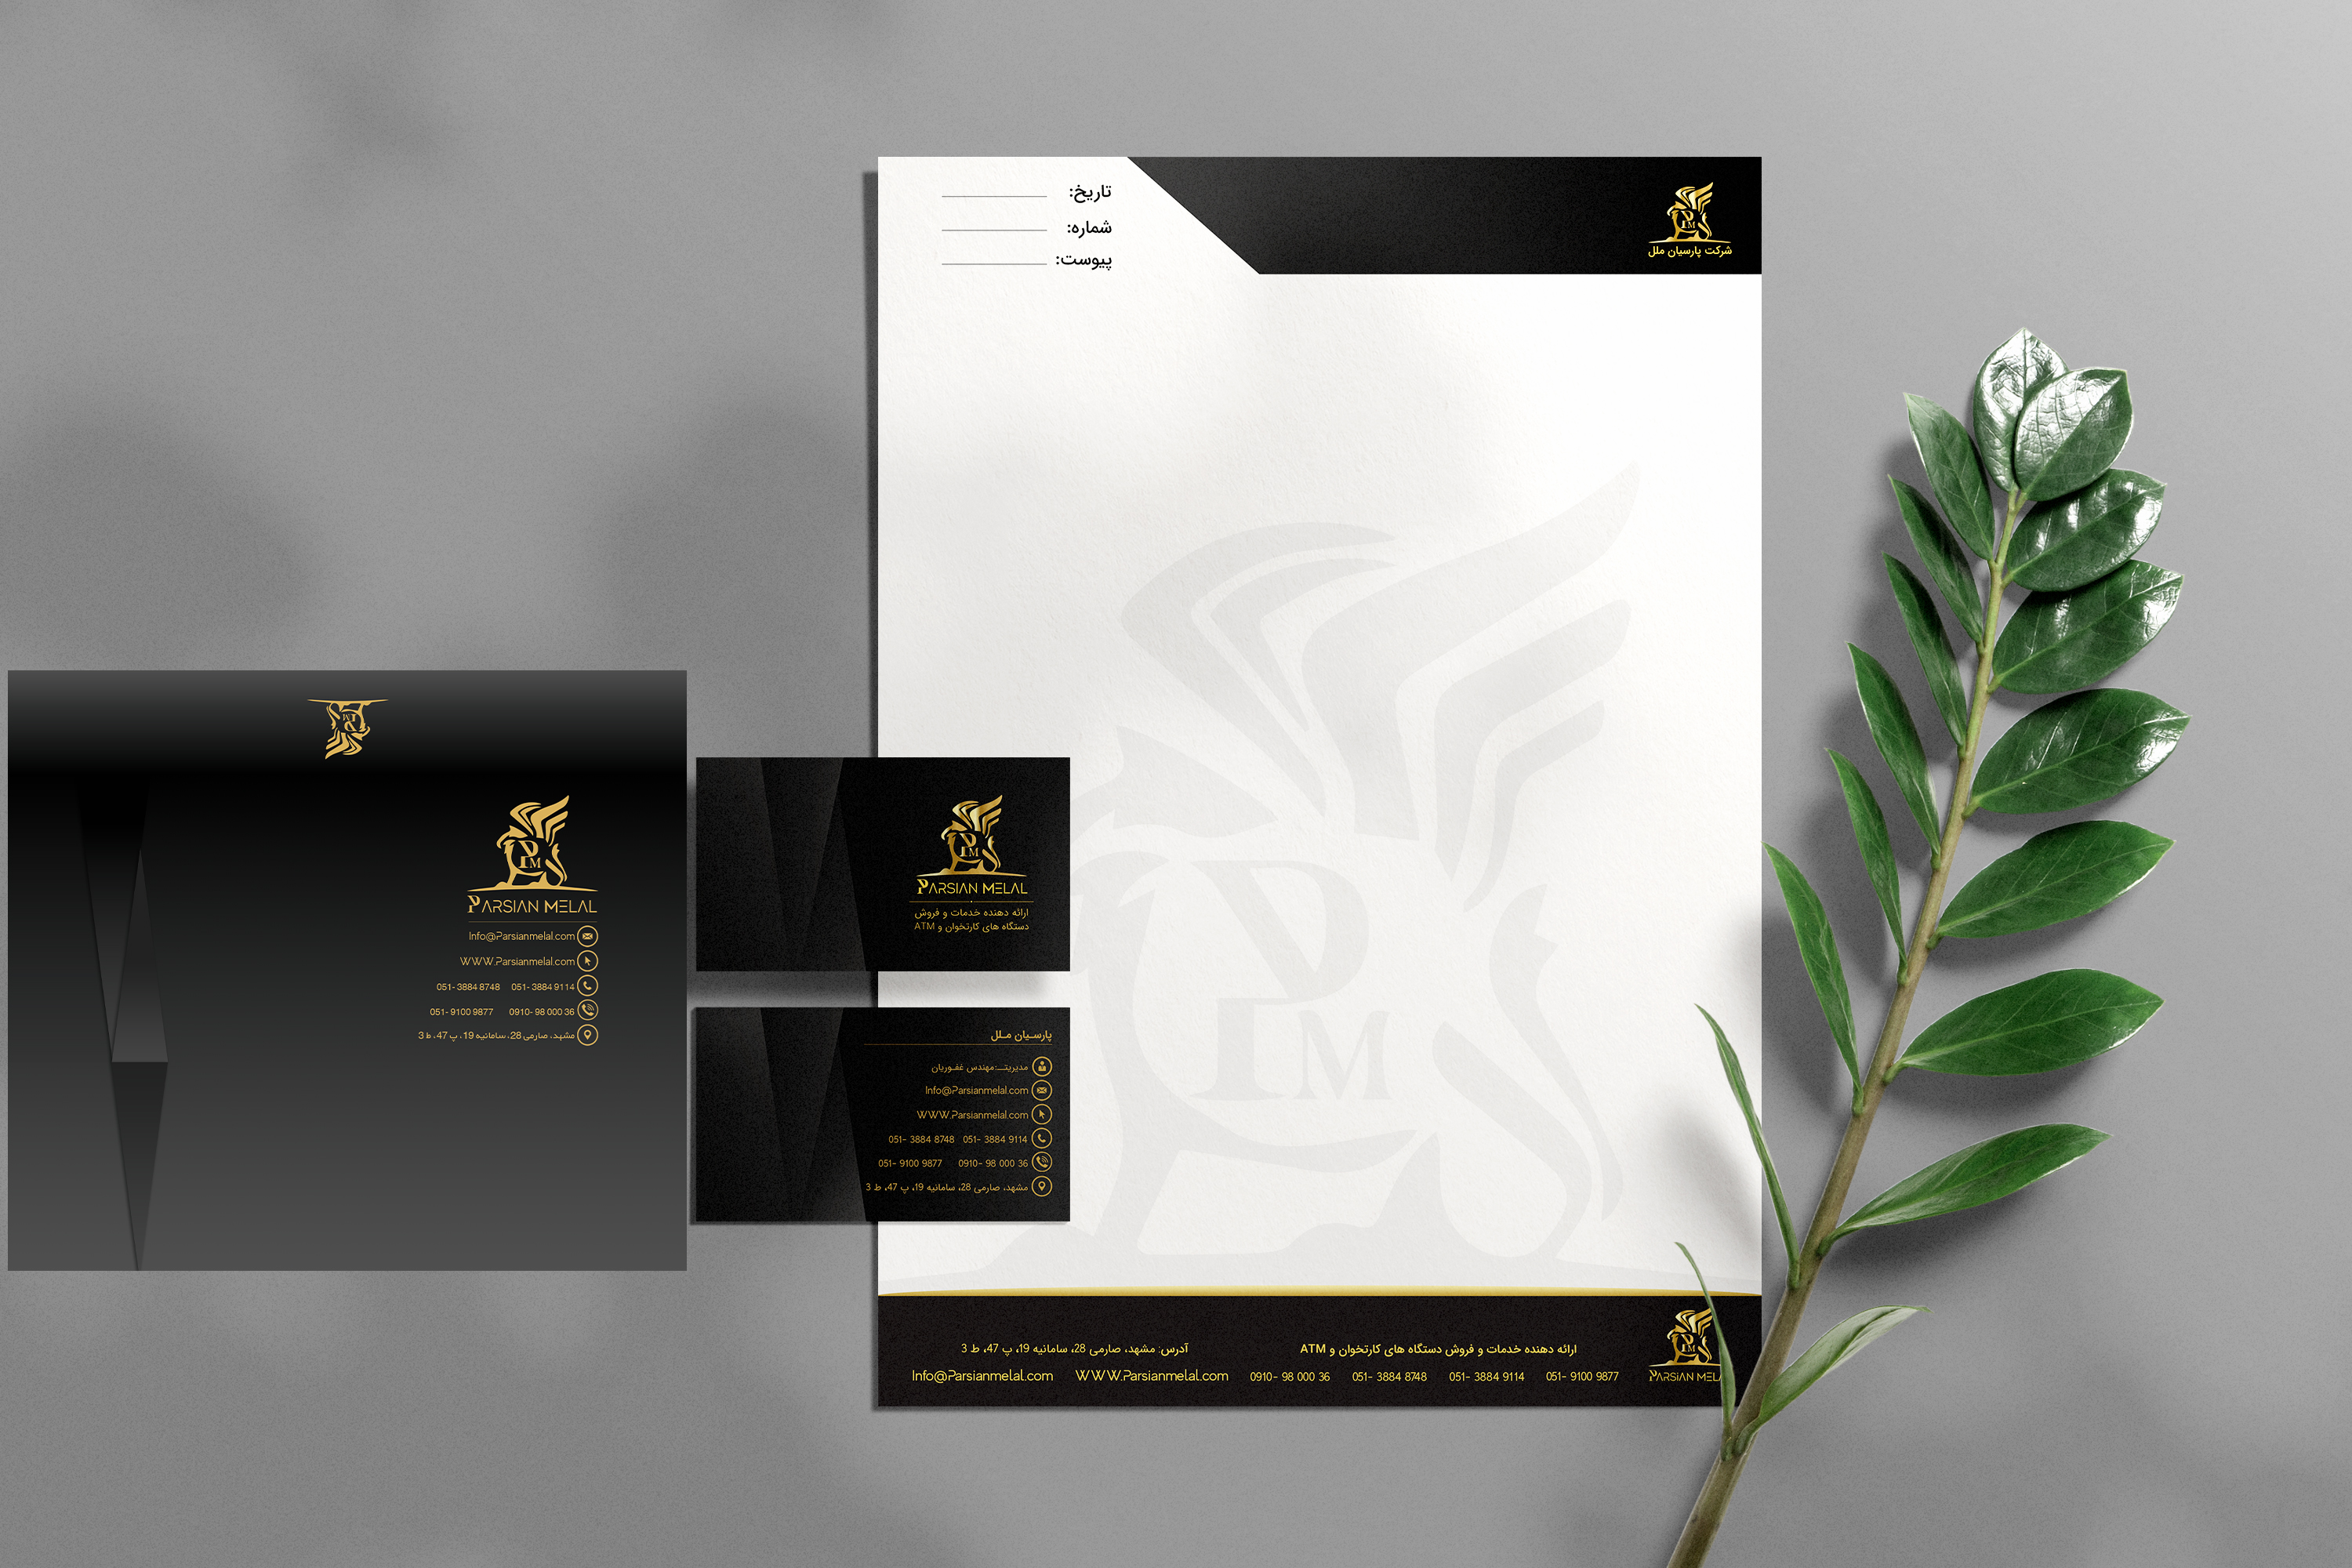 تاریخ:
شماره:
پیوست:
PM
شرکت پارسیان ملل
PM
PM
PM
PARSIAN MELAL
Info@Parsianmelal.com
WWW.Parsianmelal.com
051- 3884 8748 051- 3884 9114
051- 9100 9877 0910- 98 000 36
مشهد، صارمی 28، سامانیه 19، پ 47، ط 3
PM
PARSIAN MELAL
ارائه دهنده خدمات و فروش
دستگاه های کارتخوان و ATM
پارسیان ملل
مدیریت:مهندس غفوریان
Info@Parsianmelal.com
WWW.Parsianmelal.com
051- 3884 8748 051- 3884 9114
051- 9100 9877 0910- 98 000 36
مشهد، صارمی 28، سامانیه 19، پ 47، ط 3
PM
PARSIAN MEL
ارائه دهنده خدمات و فروش دستگاه های کارتخوان و ATM
آدرس: مشهد، صارمی 28، سامانیه 19، پ 47، ط 3
Info@Parsianmelal.com WWW.Parsianmelal.com 0910- 98 000 36 051- 3884 8748 051- 3884 9114 051- 9100 9877